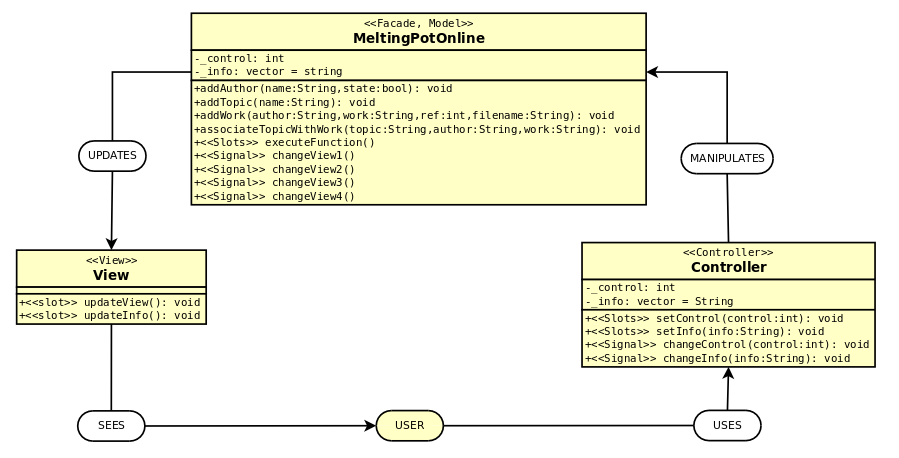 <<Facade, Model>>
MeltingPotOnline
-_control: int
-_info: vector = string
+addAuthor(name:String,state:bool): void
+addTopic(name:String): void
+addWork(author:String,work:String,ref:int,filename:String): void
+associateTopicWithWork(topic:String,author:String,work:String): void
+<<Slots>> executeFunction()
+<<Signal>> changeView1()
+<<Signal>> changeView2()
+<<Signal>> changeView3()
+<<Signal>> changeView4()
UPDATES
MANIPULATES
<<View>>
View
+<<slot>> updateView(): void
+<<slot>> updateInfo(): void
<<Controller>>
Controller
-_control: int
-_info: vector = String
+<<Slots>> setControl(control:int): void
+<<Slots>> setInfo(info:String): void
+<<Signal>> changeControl(control:int): void
+<<Signal>> changeInfo(info:String): void
SEES
USER
USES